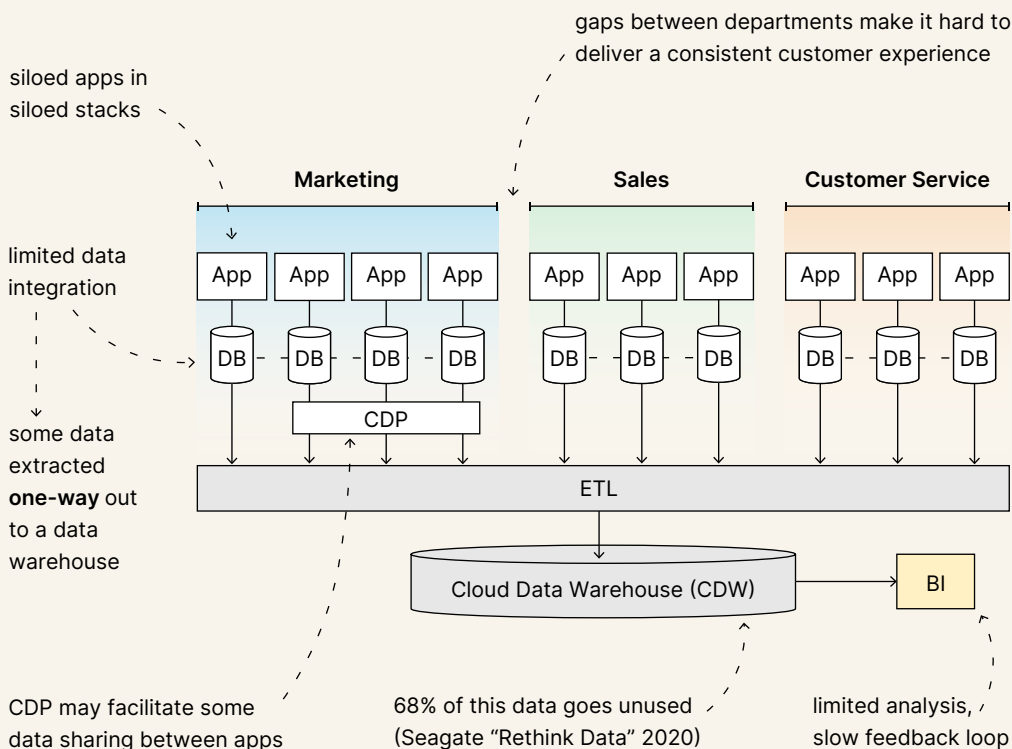 gaps between departments make it hard to
deliver a consistent customer experience
siloed apps in
siloed stacks
Marketing
Sales
Customer Service
limited data
integration
App App App App App App App App App App
DB DB DB DB DB DB DB DB DB DB
CDP
some data
extracted
one-way out
to a data
warehouse
ETL
Cloud Data Warehouse (CDW)
BI
CDP may facilitate some
data sharing between apps
68% of this data goes unused
(Seagate “Rethink Data” 2020)
limited analysis,
slow feedback loop